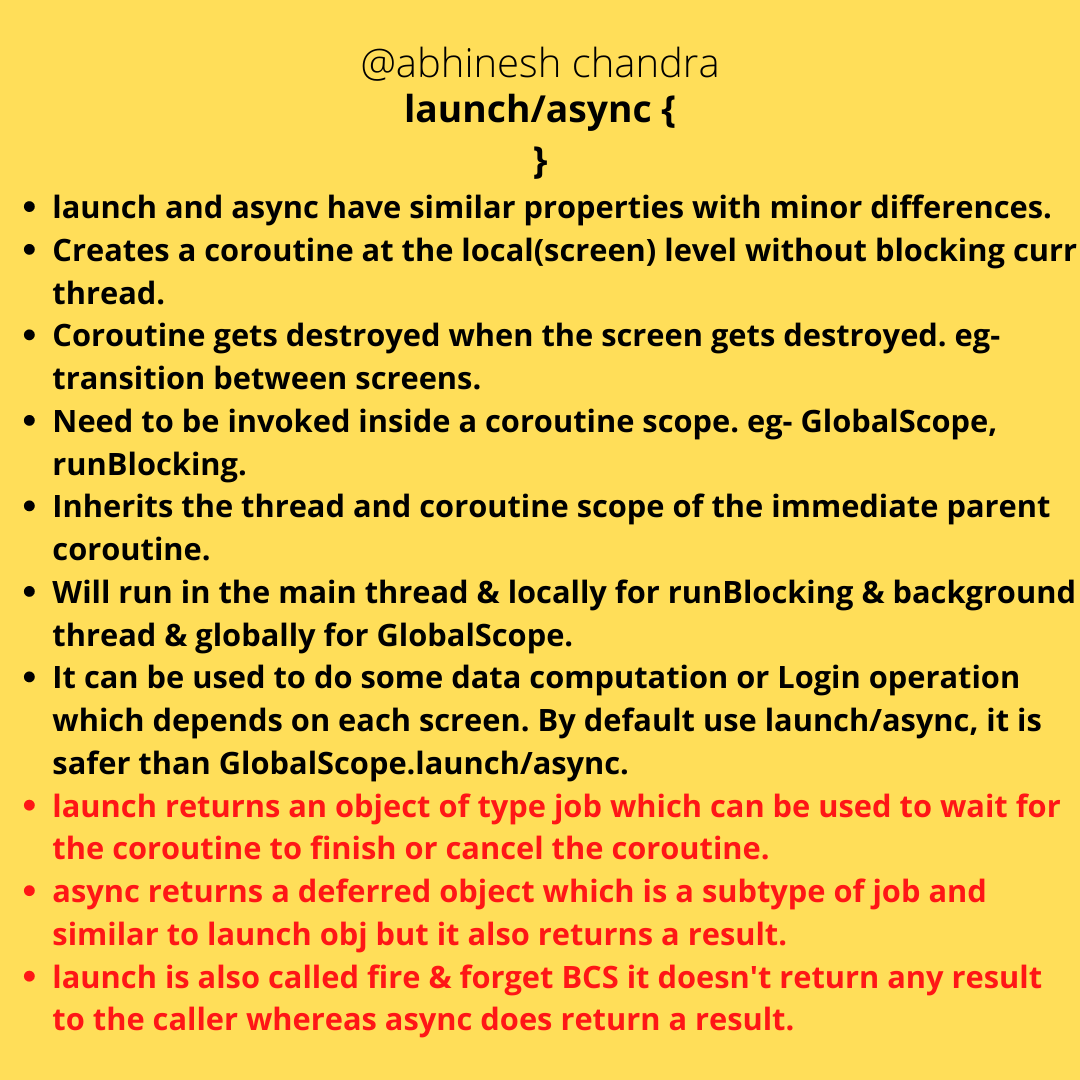 @abhinesh chandra
launch/async {
}
• launch and async have similar properties with minor differences.
• Creates a coroutine at the local(screen) level without blocking curr
thread.
• Coroutine gets destroyed when the screen gets destroyed. eg-
transition between screens.
• Need to be invoked inside a coroutine scope. eg- GlobalScope,
runBlocking.
• Inherits the thread and coroutine scope of the immediate parent
coroutine.
• Will run in the main thread & locally for runBlocking & background
thread & globally for GlobalScope.
• It can be used to do some data computation or Login operation
which depends on each screen. By default use launch/async, it is
safer than GlobalScope.launch/async.
• launch returns an object of type job which can be used to wait for
the coroutine to finish or cancel the coroutine.
• async returns a deferred object which is a subtype of job and
similar to launch obj but it also returns a result.
• launch is also called fire & forget BCS it doesn't return any result
to the caller whereas async does return a result.